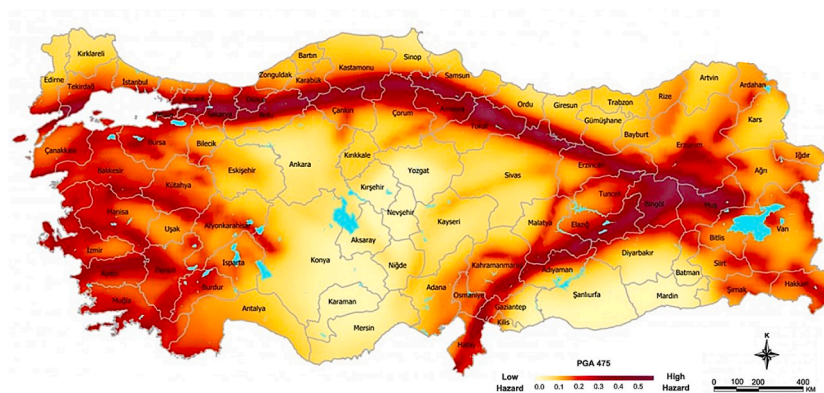 Kırklareli
Edirne
Tekirdağ
İstanbul
Bartın
Kastamonu
Sinop
Zonguldak
Karabük
Samsun
Ordu
Giresun
Trabzon
Rize
Artvin
Ardahan
Kars
Gümüşhane
Bayburt
Erzurum
Iğdır
Ağrı
Çanakkale
Bursa
Bilecik
Eskişehir
Ankara
Çankırı
Çorum
Amasya
Tokat
Kırıkkale
Yozgat
Sivas
Erzincan
Balıkesir
Kütahya
Kırşehir
Nevşehir
Kayseri
Malatya
Elazığ
Tunceli
Bingöl
Muş
Bitlis
Van
Manisa
Uşak
Afyonkarahisar
Aksaray
Konya
Niğde
İzmir
Aydın
Denizli
Isparta
Burdur
Muğla
Antalya
Karaman
Mersin
Adana
Osmaniye
Kahramanmaraş
Adıyaman
Gaziantep
Kilis
Hatay
Şanlıurfa
Diyarbakır
Mardin
Batman
Siirt
Şırnak
Hakkari
PGA 475
Low
Hazard
0.0 0.1 0.2 0.3 0.4 0.5
High
Hazard
K
0 100 200 400
KM